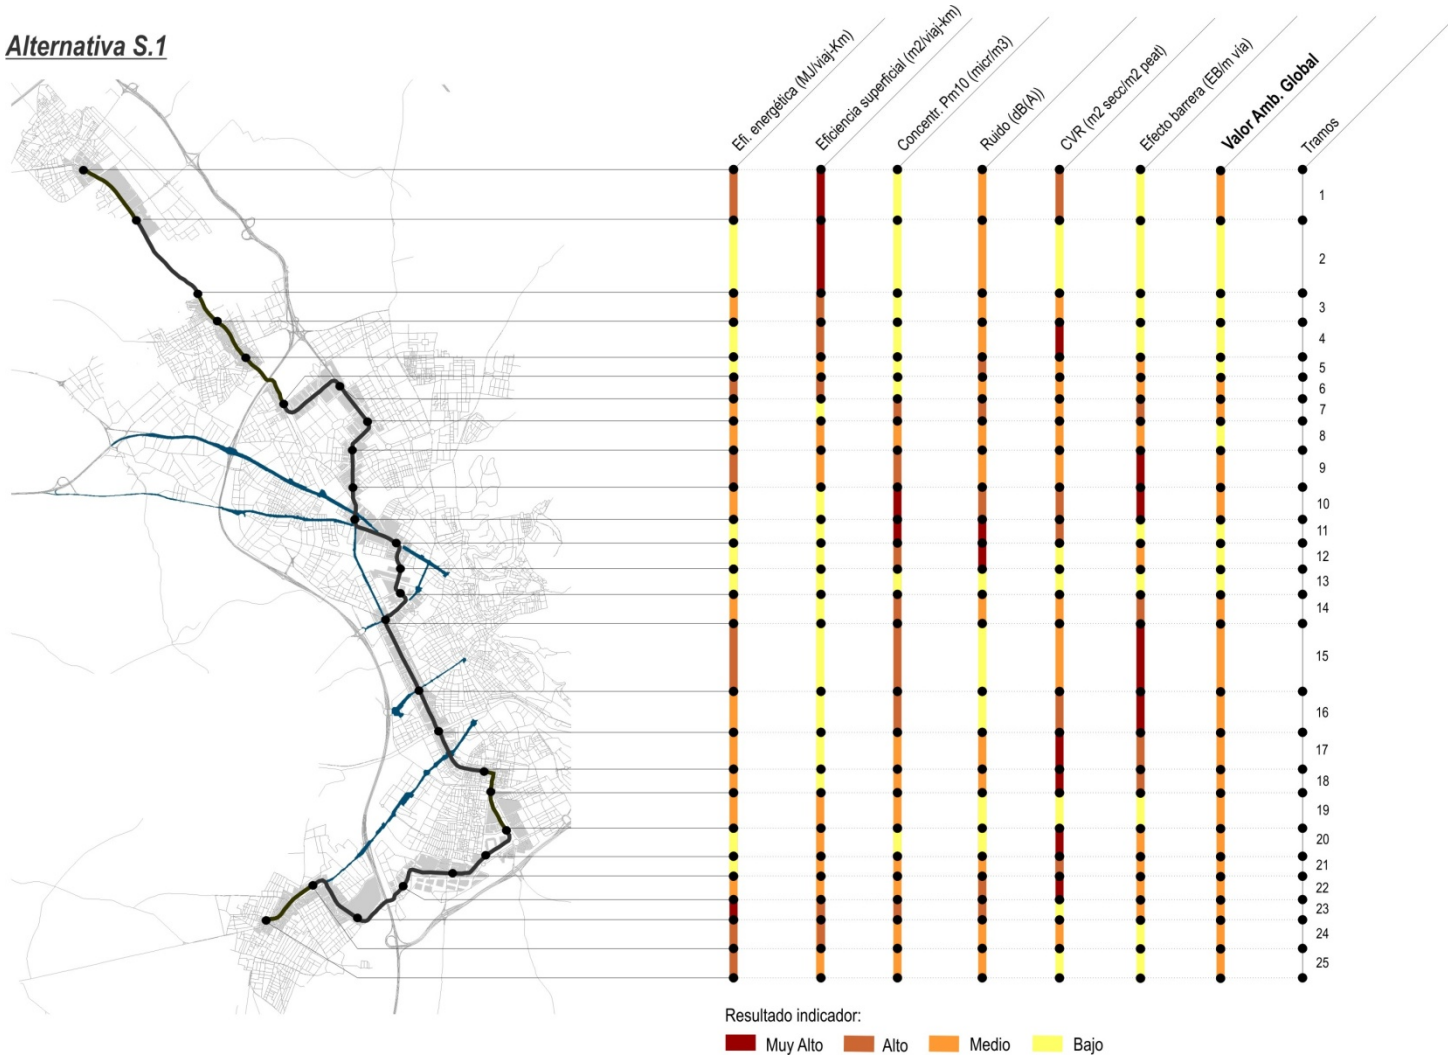 Alternativa S.1
Efi. energética (MJ/viaj-Km)
Eficiencia superficial (m2/viaj-km)
Concentr. Pm10 (micr/m3)
Ruido (dB(A))
CVR (m2 secc/m2 peat)
Efecto barrera (EB/m vía)
Valor Amb. Global
Tramos
1
2
3
4
5
6
7
8
9
10
11
12
13
14
15
16
17
18
19
20
21
22
23
24
25
Resultado indicador:
Muy Alto Alto Medio Bajo